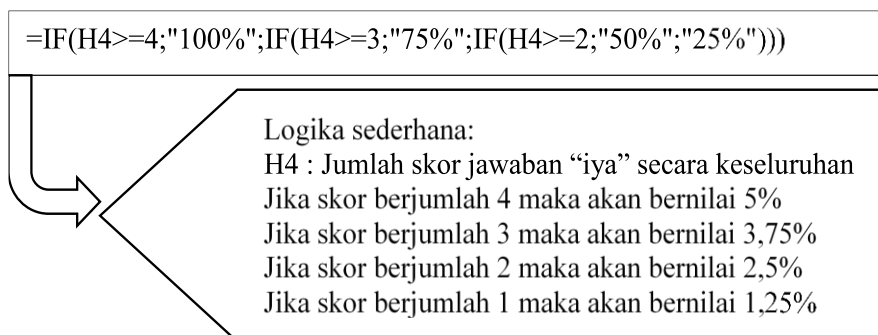 =IF(H4>=4;"100%";IF(H4>=3;"75%";IF(H4>=2;"50%";"25%")))
Logika sederhana:
H4 : Jumlah skor jawaban “iya” secara keseluruhan
Jika skor berjumlah 4 maka akan bernilai 5%
Jika skor berjumlah 3 maka akan bernilai 3,75%
Jika skor berjumlah 2 maka akan bernilai 2,5%
Jika skor berjumlah 1 maka akan bernilai 1,25%